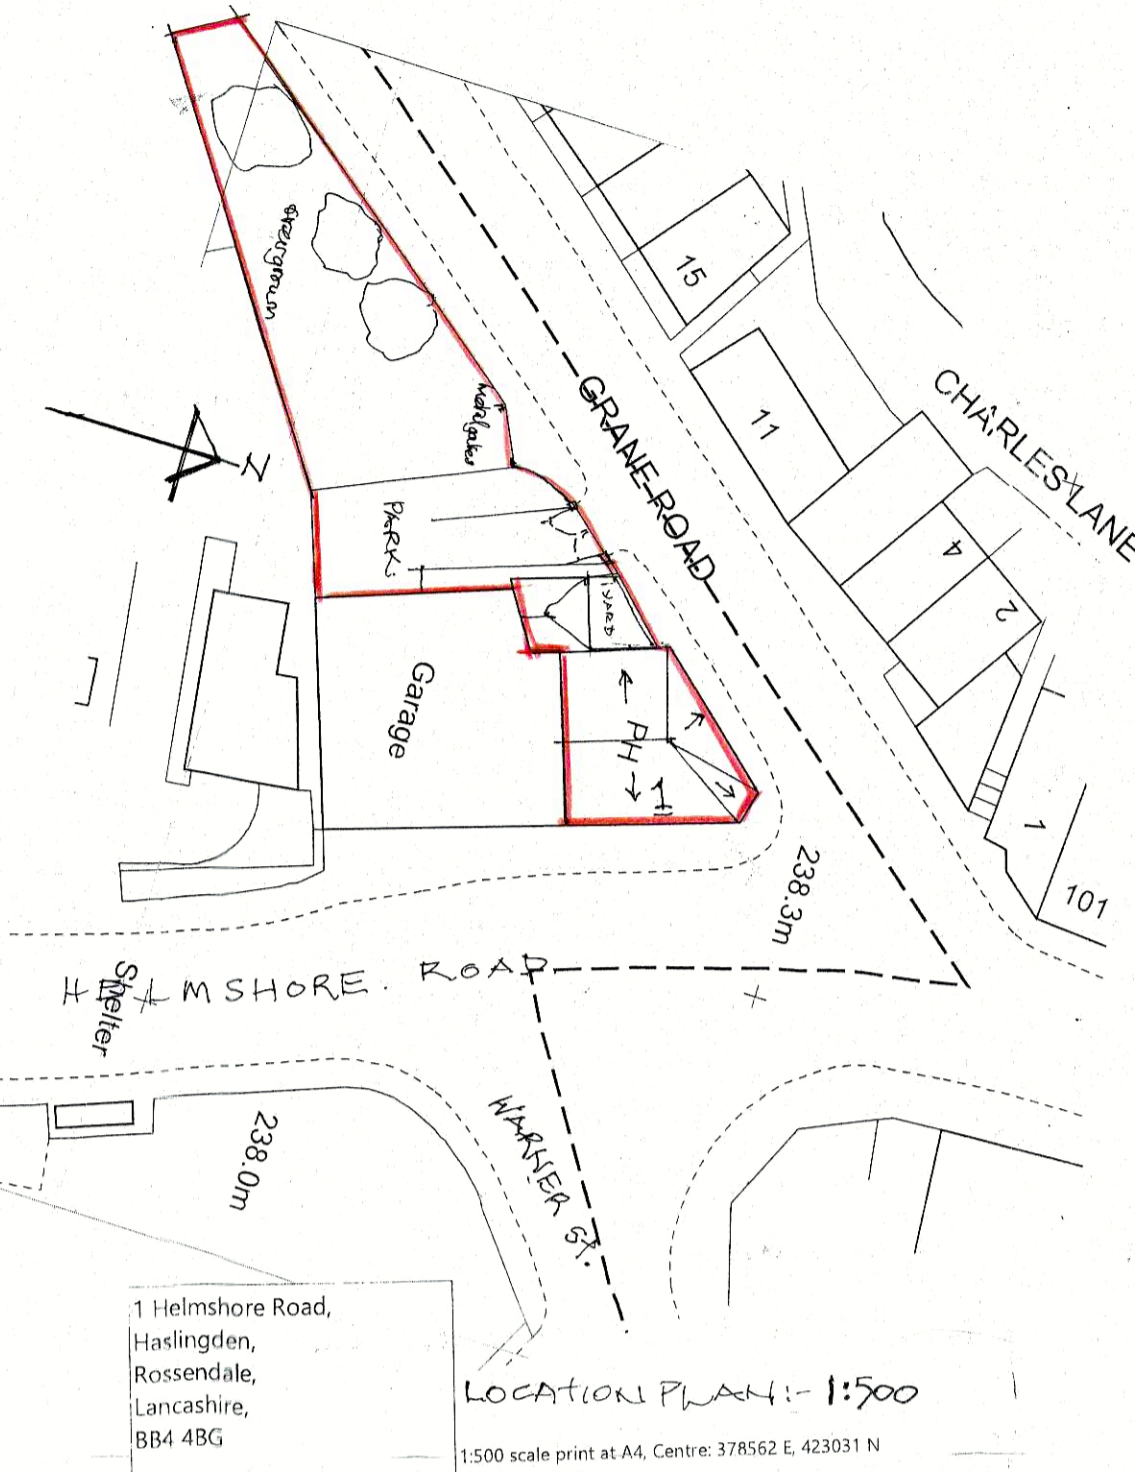 15
11
CHARLES LANE
4
2
1
101
GRANE ROAD
overgrown
N
PARK:
YARD
Garage
← PH →
238.3m
HELMSHORE. ROAD
Shelter
WARNER ST.
238.0m
1 Helmshore Road,
Haslingden,
Rossendale,
Lancashire,
BB4 4BG
LOCATION PLAN:- 1:500
1:500 scale print at A4, Centre: 378562 E, 423031 N